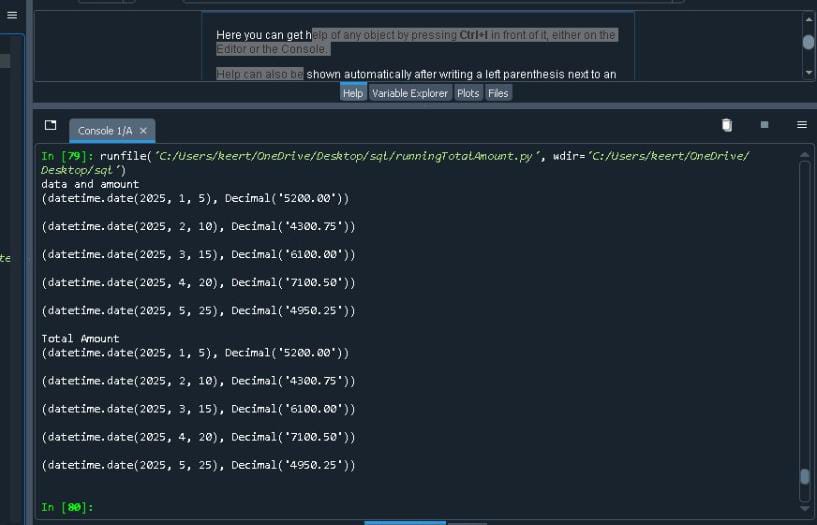 Here you can get help of any object by pressing Ctrl+I in front of it, either on the
Editor or the Console.
Help can also be shown automatically after writing a left parenthesis next to an
Help Variable Explorer Plots Files
Console 1/A ×
In [79]: runfile('C:/Users/keert/OneDrive/Desktop/sql/runningTotalAmount.py', wdir='C:/Users/keert/OneDrive/
Desktop/sql')
data and amount
(datetime.date(2025, 1, 5), Decimal('5200.00'))
(datetime.date(2025, 2, 10), Decimal('4300.75'))
(datetime.date(2025, 3, 15), Decimal('6100.00'))
(datetime.date(2025, 4, 20), Decimal('7100.50'))
(datetime.date(2025, 5, 25), Decimal('4950.25'))
Total Amount
(datetime.date(2025, 1, 5), Decimal('5200.00'))
(datetime.date(2025, 2, 10), Decimal('4300.75'))
(datetime.date(2025, 3, 15), Decimal('6100.00'))
(datetime.date(2025, 4, 20), Decimal('7100.50'))
(datetime.date(2025, 5, 25), Decimal('4950.25'))
In [80]: